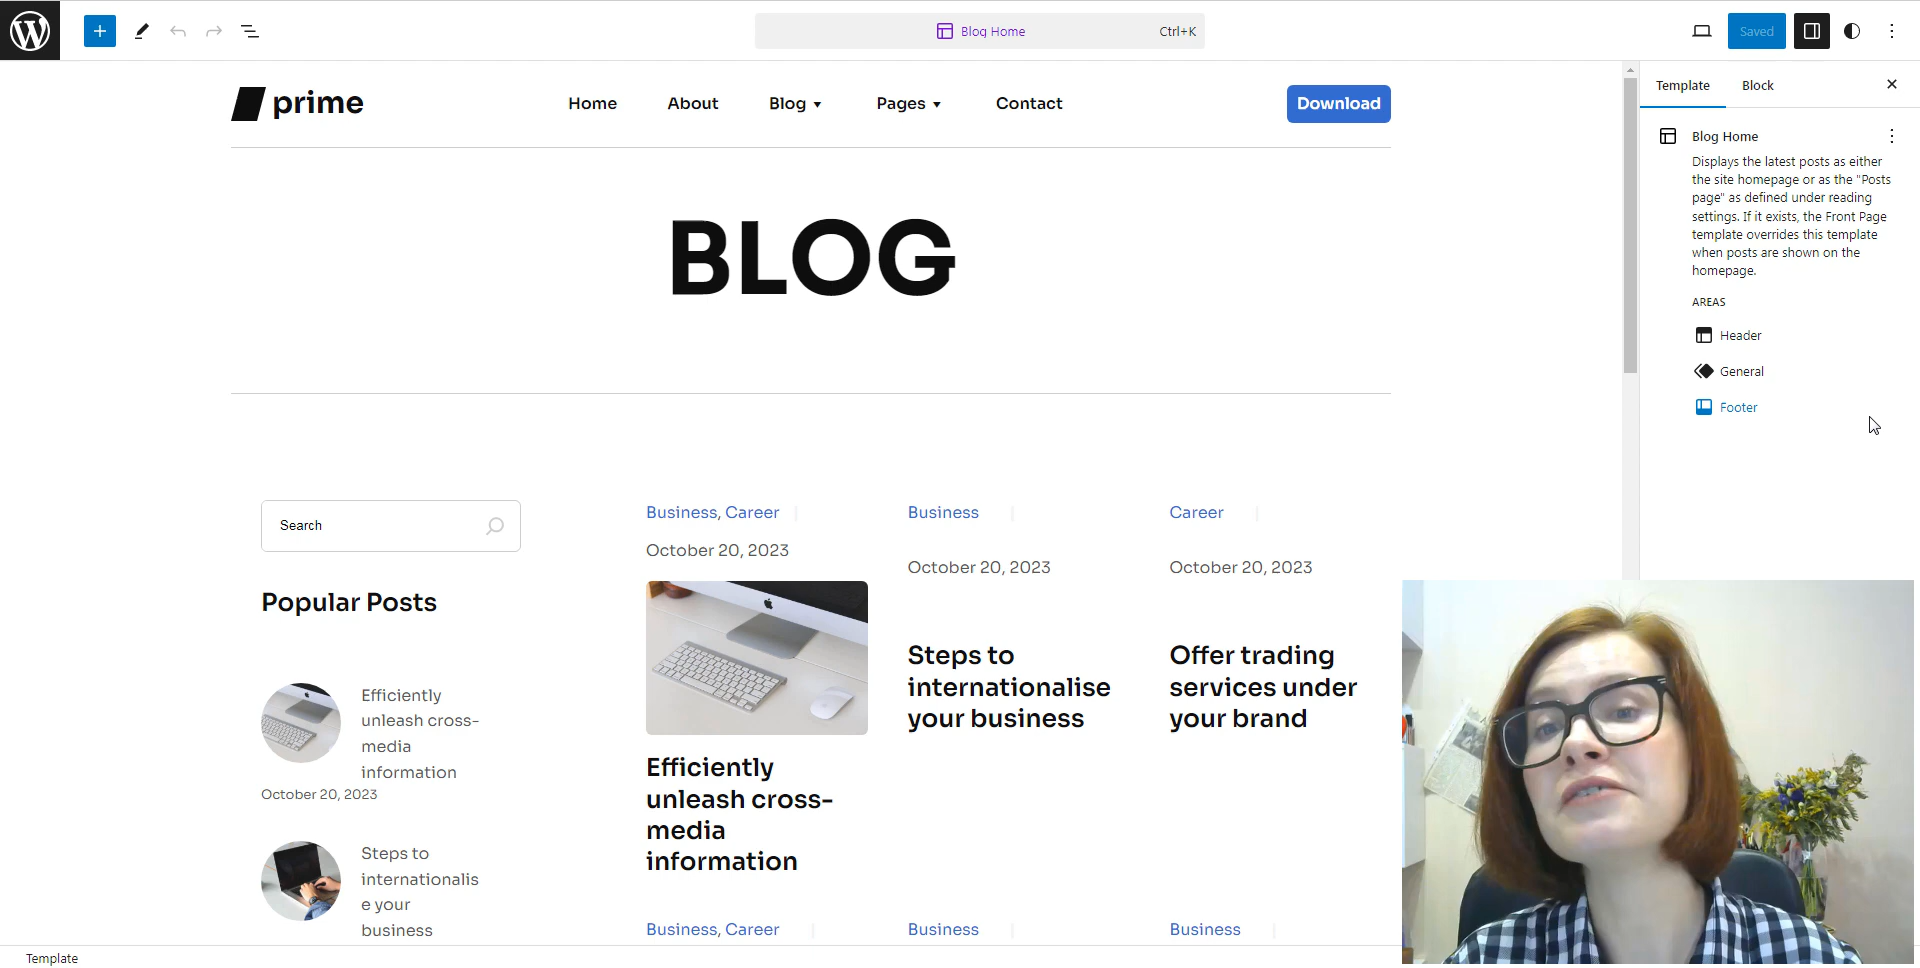 Blog Home Ctrl+K
Saved
prime
Home About Blog Pages Contact
Download
BLOG
Search
Popular Posts
Efficiently
unleash cross-
media
information
October 20, 2023
Steps to
internationalis
e your
business
Business, Career
October 20, 2023
Efficiently
unleash cross-
media
information
Business
October 20, 2023
Steps to
internationalise
your business
Career
October 20, 2023
Offer trading
services under
your brand
Business, Career
Business
Business
Template Block
Blog Home
Displays the latest posts as either
the site homepage or as the "Posts
page" as defined under reading
settings. If it exists, the Front Page
template overrides this template
when posts are shown on the
homepage.
AREAS
Header
General
Footer
Template